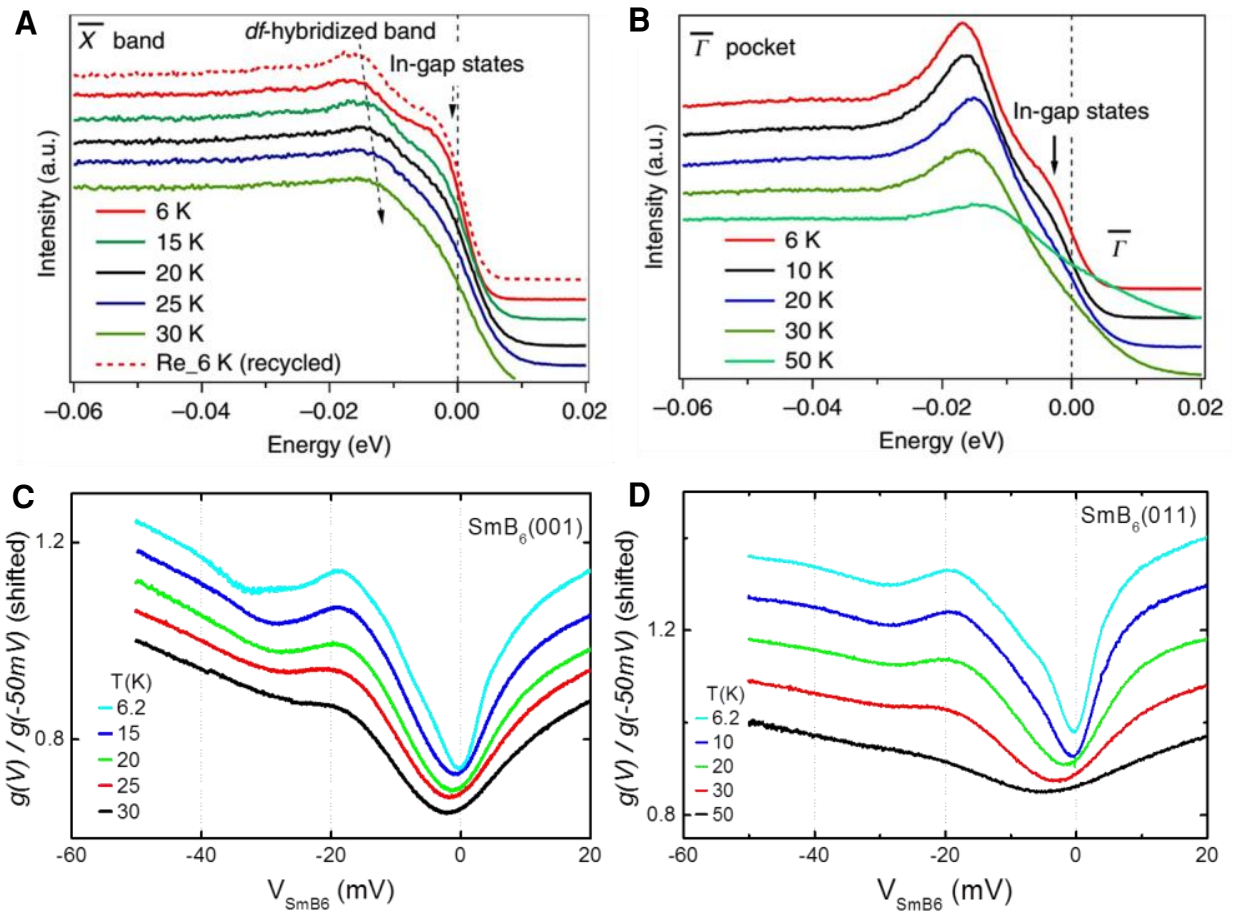 A
X̅ band
df-hybridized band
In-gap states
6 K
15 K
20 K
25 K
30 K
Re_6 K (recycled)
Intensity (a.u.)
−0.06 −0.04 −0.02 0.00 0.02
Energy (eV)
B
Γ̅ pocket
In-gap states
Γ̅
6 K
10 K
20 K
30 K
50 K
Intensity (a.u.)
−0.06 −0.04 −0.02 0.00 0.02
Energy (eV)
C
SmB₆(001)
1.2
0.8
g(V) / g(-50mV) (shifted)
T(K)
6.2
15
20
25
30
-60 -40 -20 0 20
V_SmB6 (mV)
D
SmB₆(011)
1.2
0.8
g(V) / g(-50mV) (shifted)
T(K)
6.2
10
20
30
50
-60 -40 -20 0 20
V_SmB6 (mV)